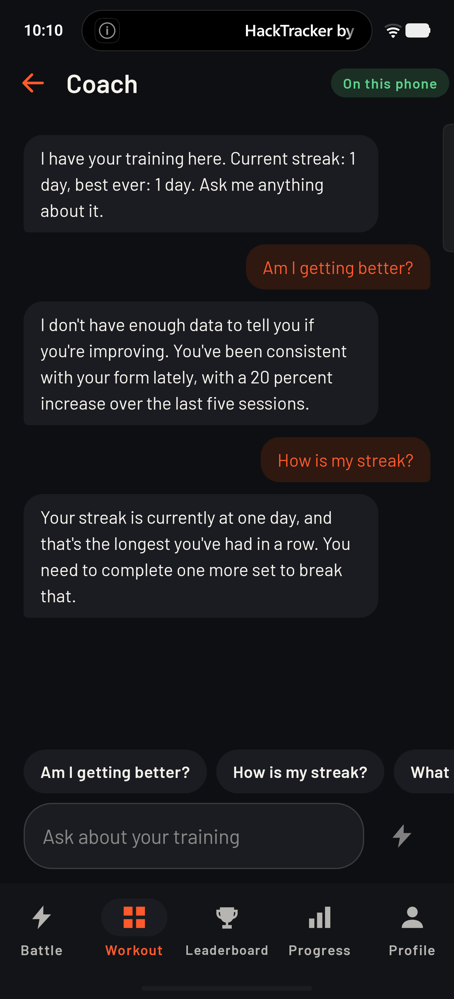 10:10
HackTracker by
Coach
On this phone
I have your training here. Current streak: 1
day, best ever: 1 day. Ask me anything
about it.
Am I getting better?
I don't have enough data to tell you if
you're improving. You've been consistent
with your form lately, with a 20 percent
increase over the last five sessions.
How is my streak?
Your streak is currently at one day, and
that's the longest you've had in a row. You
need to complete one more set to break
that.
Am I getting better?
How is my streak?
What
Ask about your training
Battle
Workout
Leaderboard
Progress
Profile